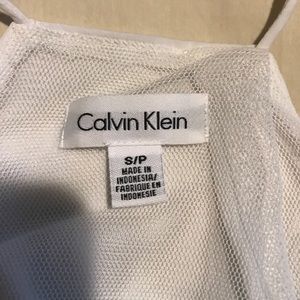 Calvin Klein
S/P
MADE IN
INDONESIA/
FABRIQUE EN
INDONESIE